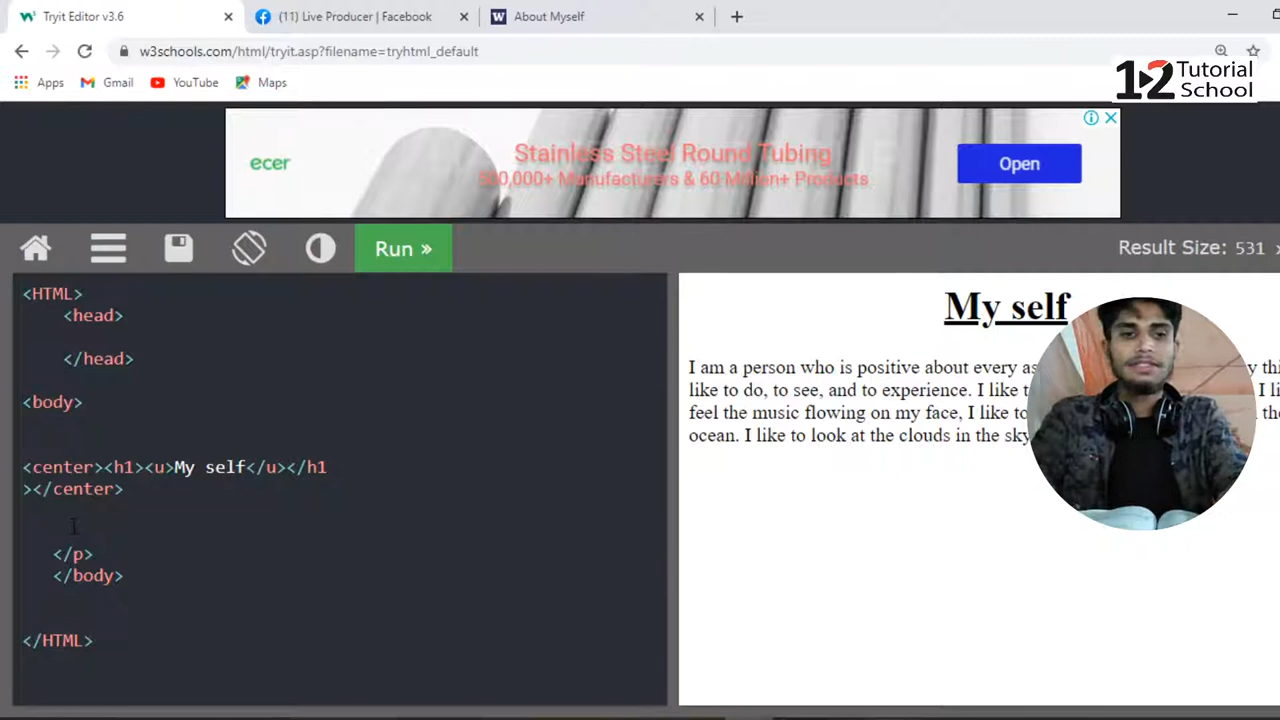 Tryit Editor v3.6
(11) Live Producer | Facebook
About Myself
w3schools.com/html/tryit.asp?filename=tryhtml_default
Apps
Gmail
YouTube
Maps
12 Tutorial School
ecer
Stainless Steel Round Tubing
500,000+ Manufacturers & 60 Million+ Products
Open
Run »
Result Size: 531
<HTML>
<head>
</head>
<body>
<center><h1><u>My self</u></h1
></center>
</p>
</body>
</HTML>
My self
I am a person who is positive about every
like to do, to see, and to experience. I like
feel the music flowing on my face, I like to
ocean. I like to look at the clouds in the sky